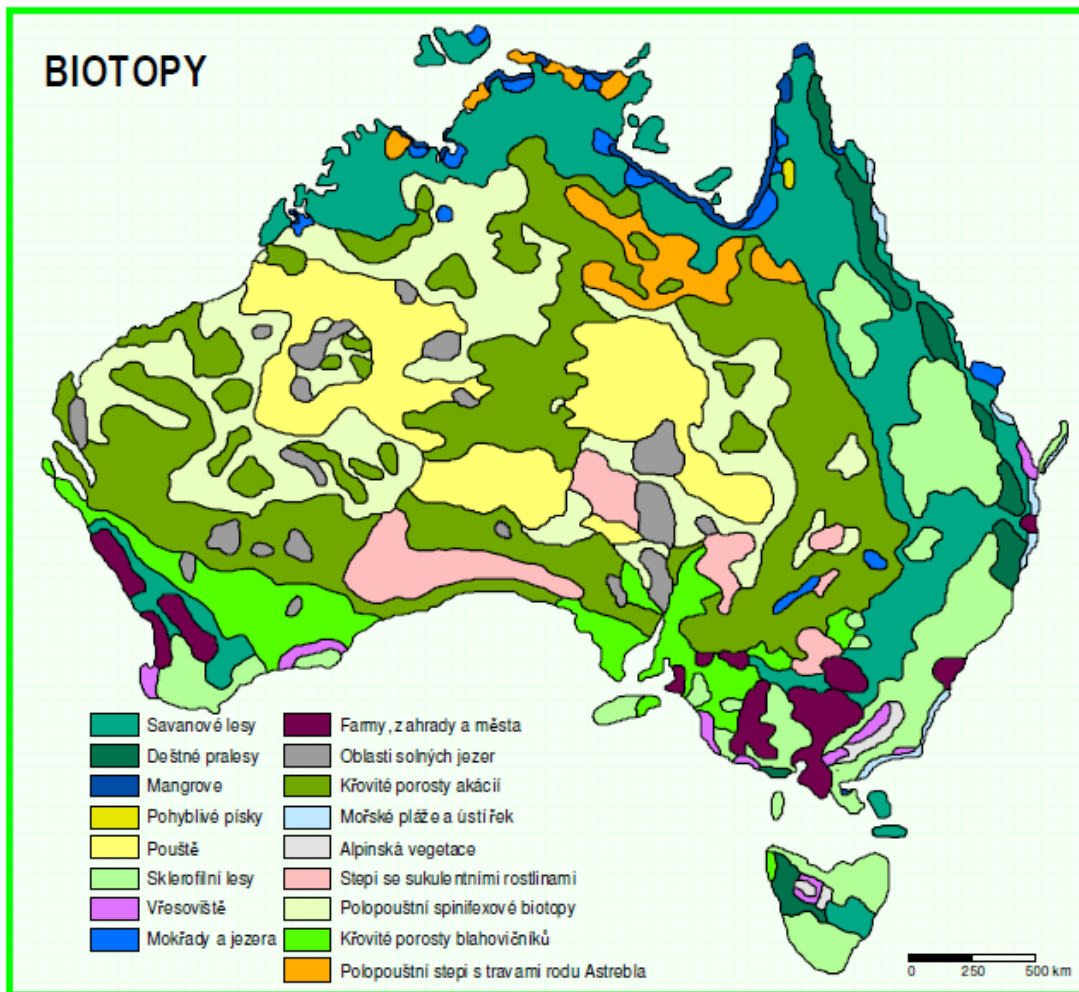 BIOTOPY
Savanové lesy
Deštné pralesy
Mangrove
Pohyblivé písky
Pouště
Sklerofilní lesy
Vřesoviště
Mokřady a jezera
Farmy, zahrady a města
Oblasti solných jezer
Křovité porosty akácií
Mořské pláže a ústí řek
Alpinská vegetace
Stepi se sukulentními rostlinami
Polopouštní spinifexové biotopy
Křovité porosty blahovičníků
Polopouštní stepi s travami rodu Astrebla
0 250 500 km